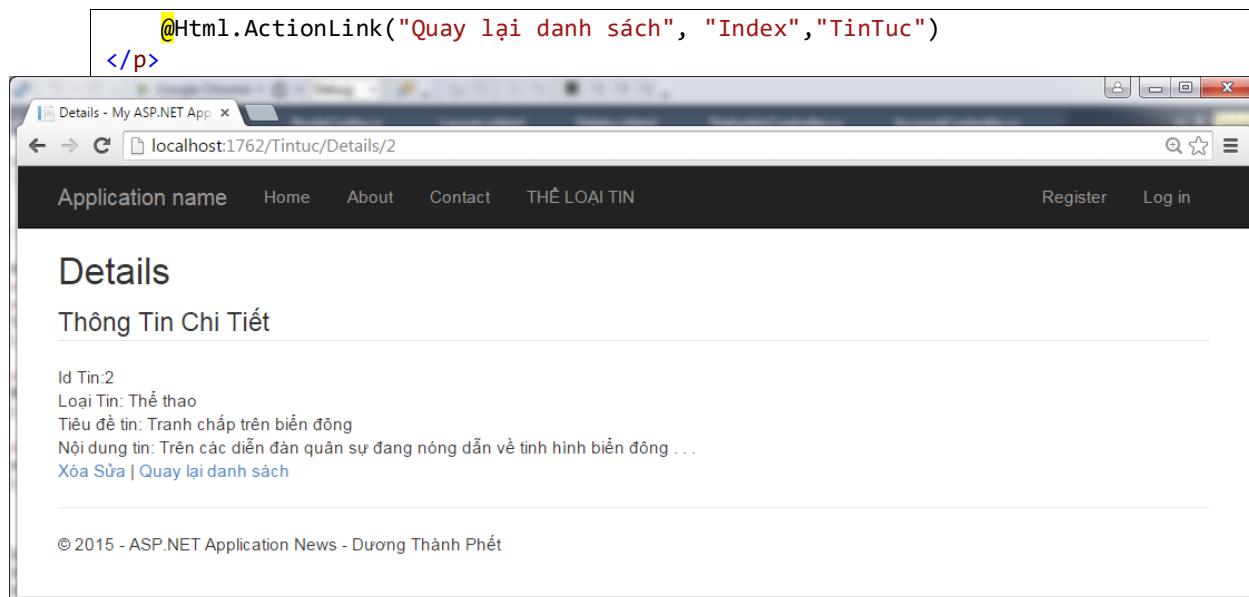 @Html.ActionLink("Quay lại danh sách", "Index","TinTuc")
</p>
Details - My ASP.NET App
localhost:1762/Tintuc/Details/2
Application name Home About Contact THỂ LOẠI TIN Register Log in
Details
Thông Tin Chi Tiết
Id Tin:2
Loại Tin: Thể thao
Tiêu đề tin: Tranh chấp trên biển đông
Nội dung tin: Trên các diễn đàn quân sự đang nóng dẫn về tinh hình biển đông . . .
Xóa Sửa | Quay lại danh sách
© 2015 - ASP.NET Application News - Dương Thành Phết